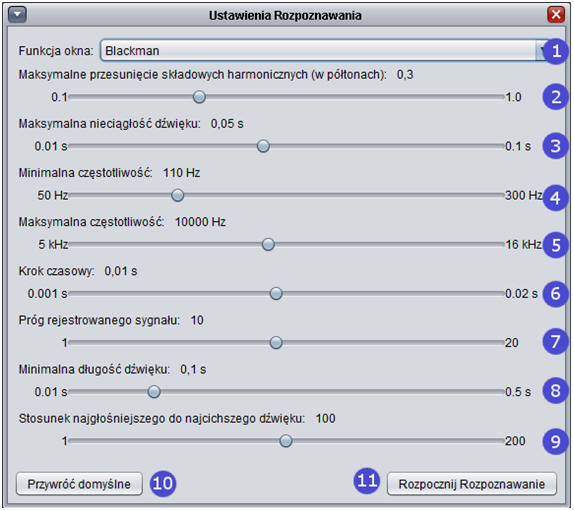 Ustawienia Rozpoznawania
Funkcja okna: Blackman 1
Maksymalne przesunięcie składowych harmonicznych (w półtonach): 0,3
0.1 1.0 2
Maksymalna nieciągłość dźwięku: 0,05 s
0.01 s 0.1 s 3
Minimalna częstotliwość: 110 Hz
50 Hz 300 Hz 4
Maksymalna częstotliwość: 10000 Hz
5 kHz 16 kHz 5
Krok czasowy: 0,01 s
0.001 s 0.02 s 6
Próg rejestrowanego sygnału: 10
1 20 7
Minimalna długość dźwięku: 0,1 s
0.01 s 0.5 s 8
Stosunek najgłośniejszego do najcichszego dźwięku: 100
1 200 9
Przywróć domyślne 10 11 Rozpocznij Rozpoznawanie